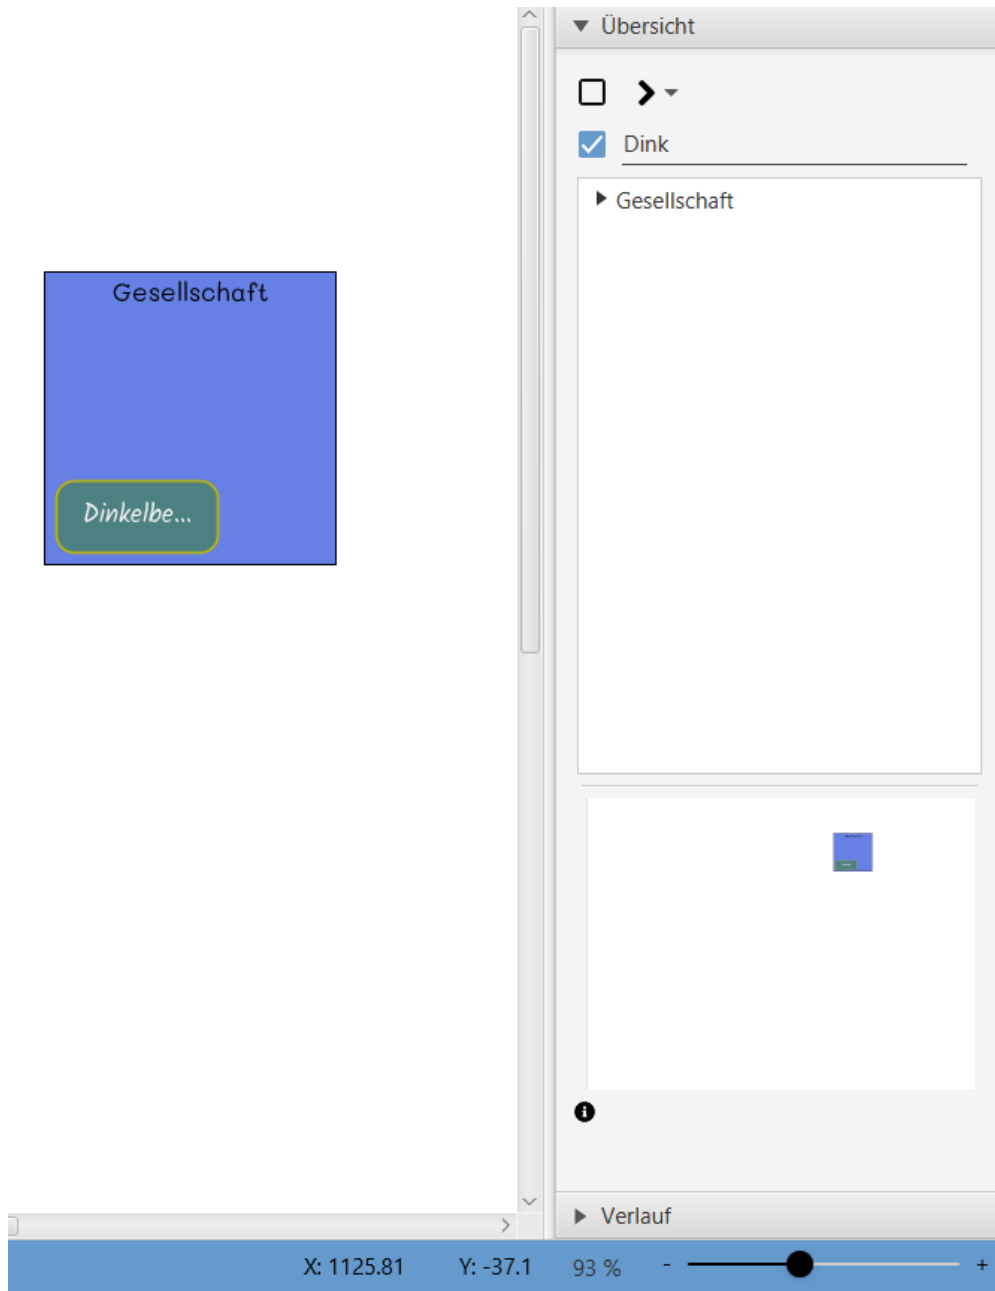 Übersicht
Dink
Gesellschaft
Gesellschaft
Dinkelbe...
Verlauf
X: 1125.81 Y: -37.1 93 % - +